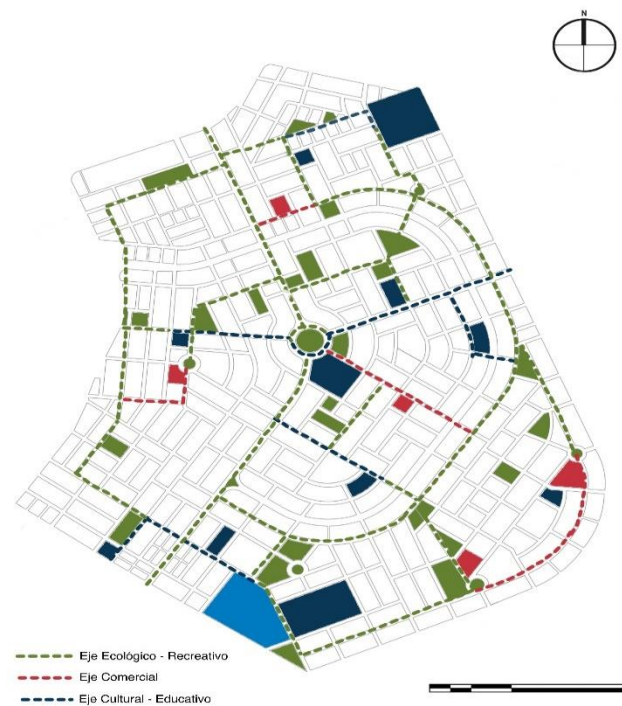 N
Eje Ecológico - Recreativo
Eje Comercial
Eje Cultural - Educativo